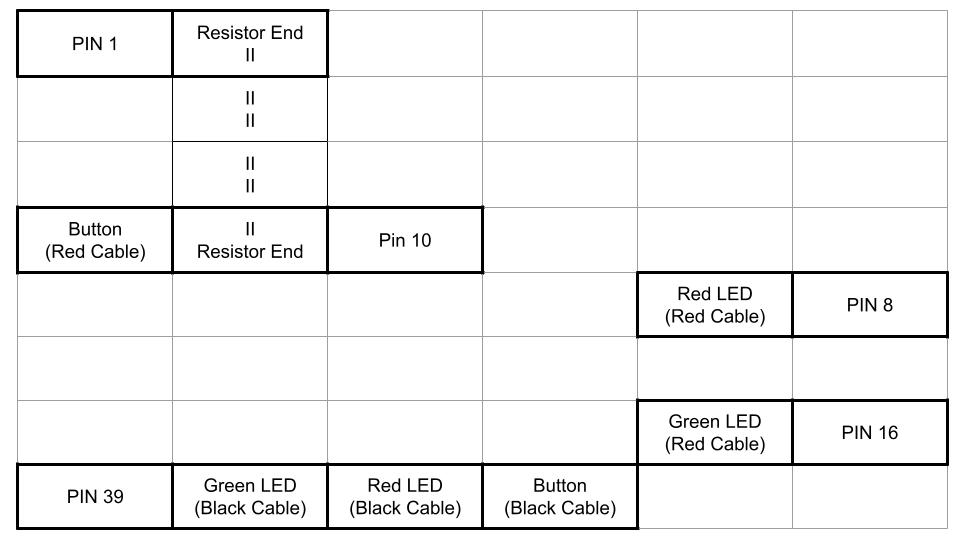 PIN 1
Resistor End
II
II
II
II
II
Button
(Red Cable)
II
Resistor End
Pin 10
Red LED
(Red Cable)
PIN 8
Green LED
(Red Cable)
PIN 16
PIN 39
Green LED
(Black Cable)
Red LED
(Black Cable)
Button
(Black Cable)